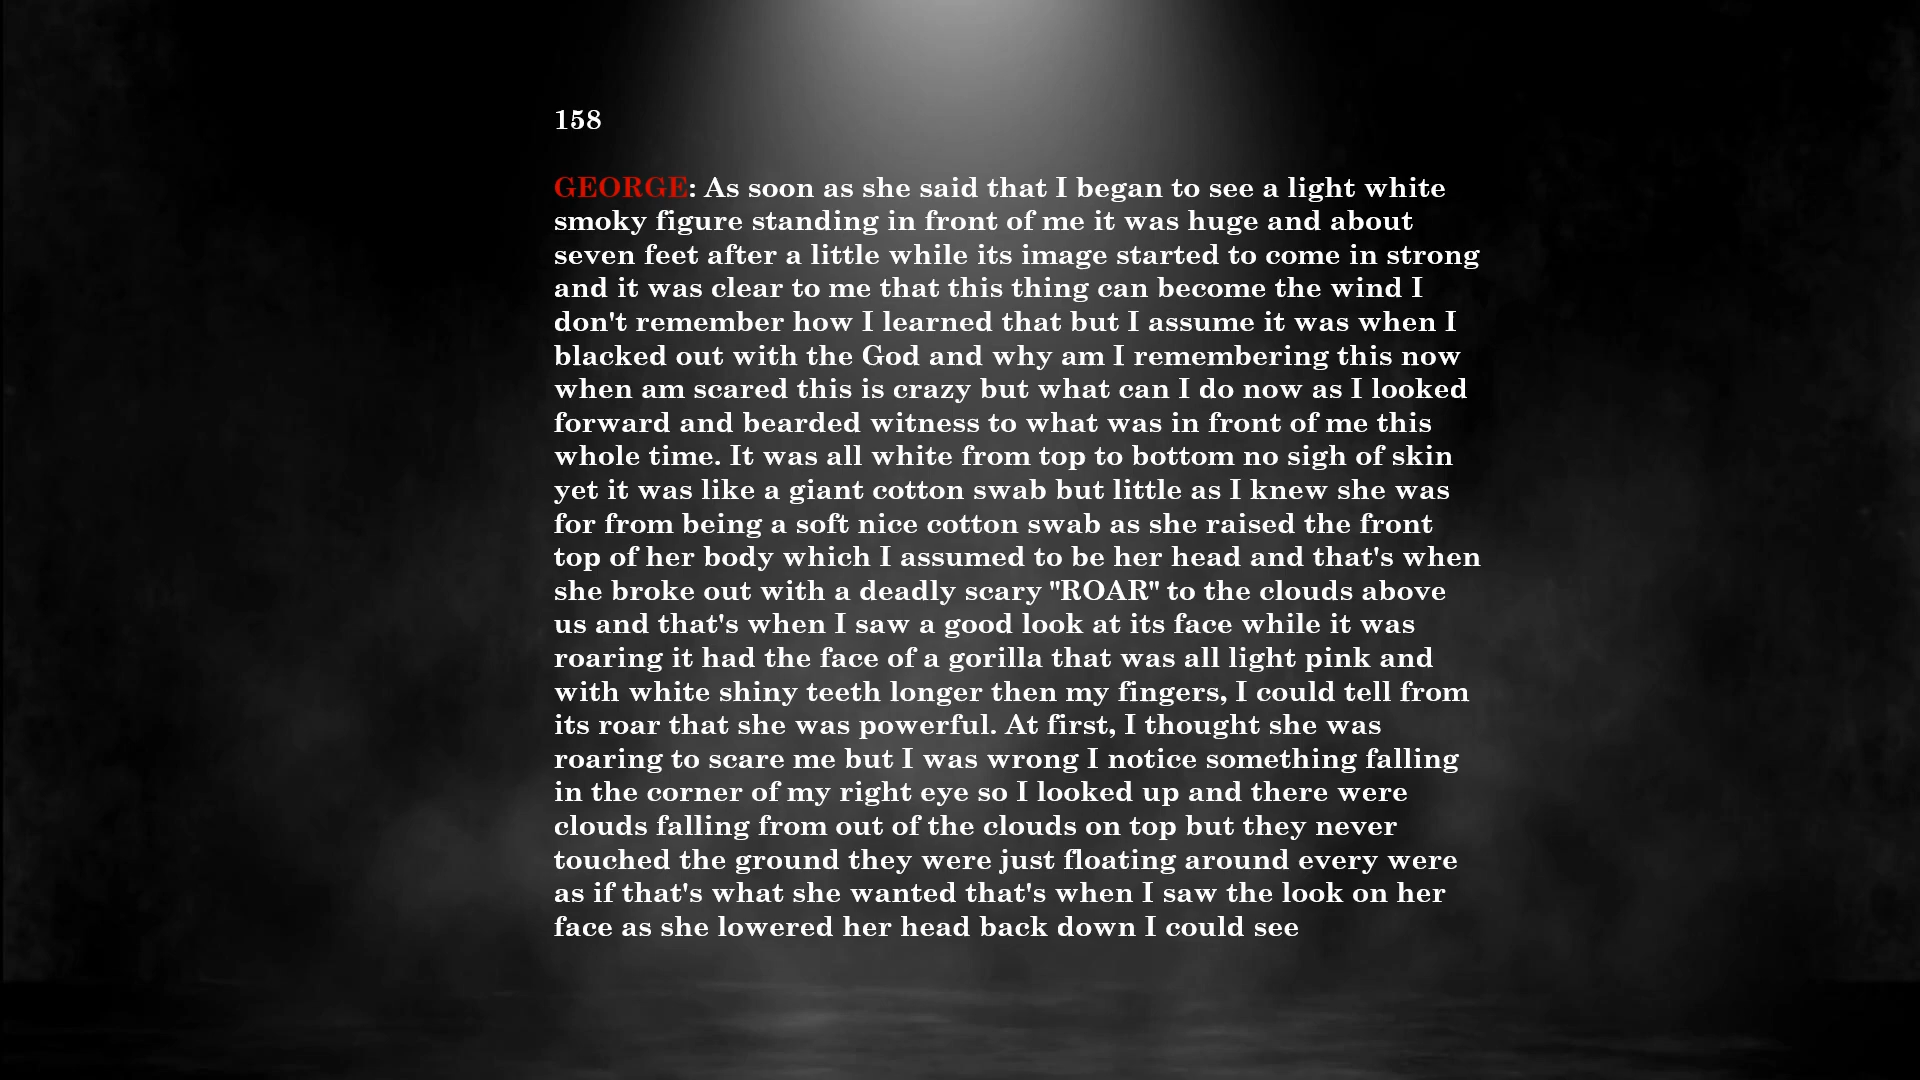 158
GEORGE: As soon as she said that I began to see a light white
smoky figure standing in front of me it was huge and about
seven feet after a little while its image started to come in strong
and it was clear to me that this thing can become the wind I
don't remember how I learned that but I assume it was when I
blacked out with the God and why am I remembering this now
when am scared this is crazy but what can I do now as I looked
forward and bearded witness to what was in front of me this
whole time. It was all white from top to bottom no sigh of skin
yet it was like a giant cotton swab but little as I knew she was
for from being a soft nice cotton swab as she raised the front
top of her body which I assumed to be her head and that's when
she broke out with a deadly scary "ROAR" to the clouds above
us and that's when I saw a good look at its face while it was
roaring it had the face of a gorilla that was all light pink and
with white shiny teeth longer then my fingers, I could tell from
its roar that she was powerful. At first, I thought she was
roaring to scare me but I was wrong I notice something falling
in the corner of my right eye so I looked up and there were
clouds falling from out of the clouds on top but they never
touched the ground they were just floating around every were
as if that's what she wanted that's when I saw the look on her
face as she lowered her head back down I could see